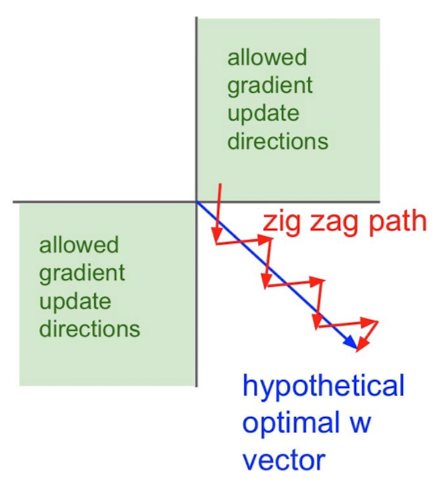 allowed
gradient
update
directions
zig zag path
allowed
gradient
update
directions
hypothetical
optimal w
vector